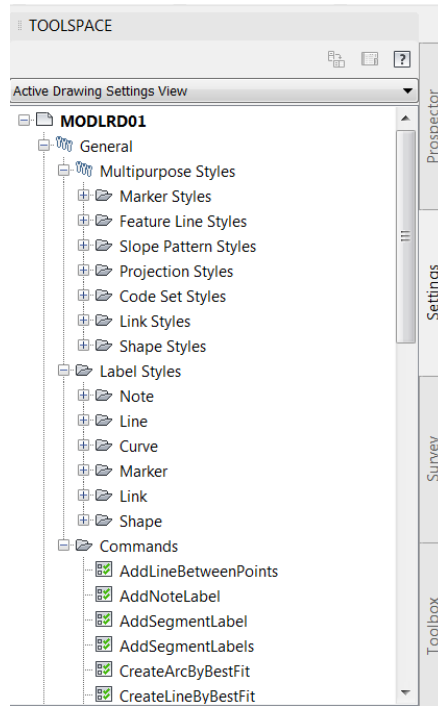 TOOLSPACE
?
Active Drawing Settings View
MODLRD01
General
Multipurpose Styles
Marker Styles
Feature Line Styles
Slope Pattern Styles
Projection Styles
Code Set Styles
Link Styles
Shape Styles
Label Styles
Note
Line
Curve
Marker
Link
Shape
Commands
AddLineBetweenPoints
AddNoteLabel
AddSegmentLabel
AddSegmentLabels
CreateArcByBestFit
CreateLineByBestFit
Prospector
Settings
Survey
Toolbox